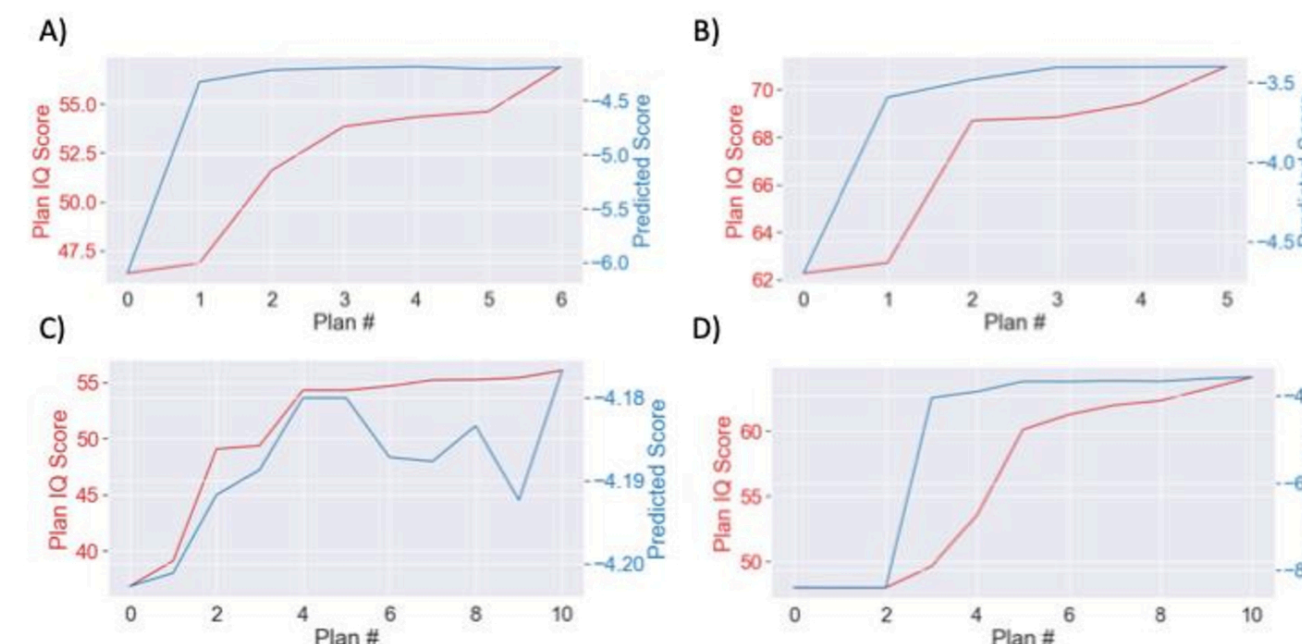 A)
B)
Plan IQ Score
55.0
52.5
50.0
47.5
−4.5
−5.0
−5.5
−6.0
Predicted Score
0 1 2 3 4 5 6
Plan #
Plan IQ Score
70
68
66
64
62
−3.5
−4.0
−4.5
0 1 2 3 4 5
Plan #
C)
D)
Plan IQ Score
55
50
45
40
−4.18
−4.19
−4.20
Predicted Score
0 2 4 6 8 10
Plan #
Plan IQ Score
60
55
50
−4
−6
−8
0 2 4 6 8 10
Plan #